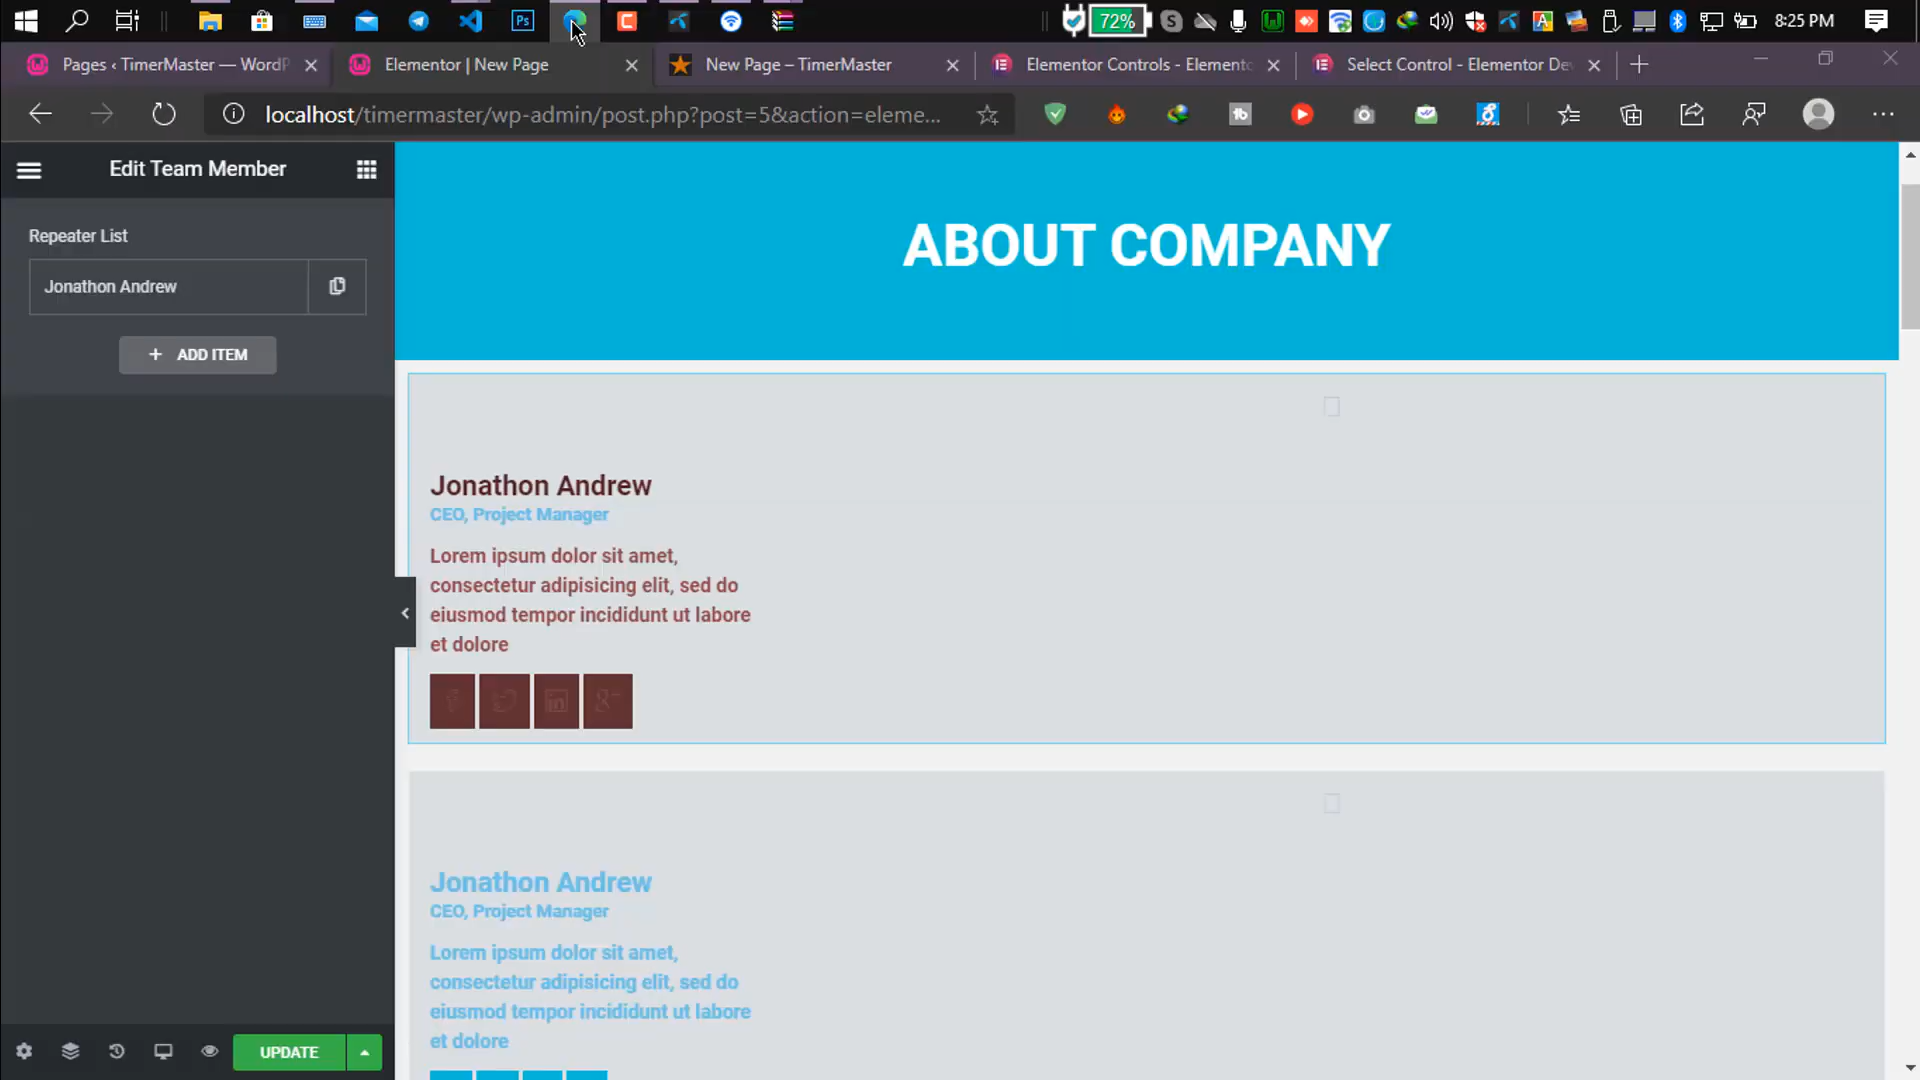 Ps
72%
8:25 PM
Pages ‹ TimerMaster — WordP
Elementor | New Page
New Page – TimerMaster
Elementor Controls - Elemento
Select Control - Elementor Dev
localhost/timermaster/wp-admin/post.php?post=5&action=eleme...
Edit Team Member
Repeater List
Jonathon Andrew
+ ADD ITEM
UPDATE
ABOUT COMPANY
Jonathon Andrew
CEO, Project Manager
Lorem ipsum dolor sit amet,
consectetur adipisicing elit, sed do
eiusmod tempor incididunt ut labore
et dolore
Jonathon Andrew
CEO, Project Manager
Lorem ipsum dolor sit amet,
consectetur adipisicing elit, sed do
eiusmod tempor incididunt ut labore
et dolore